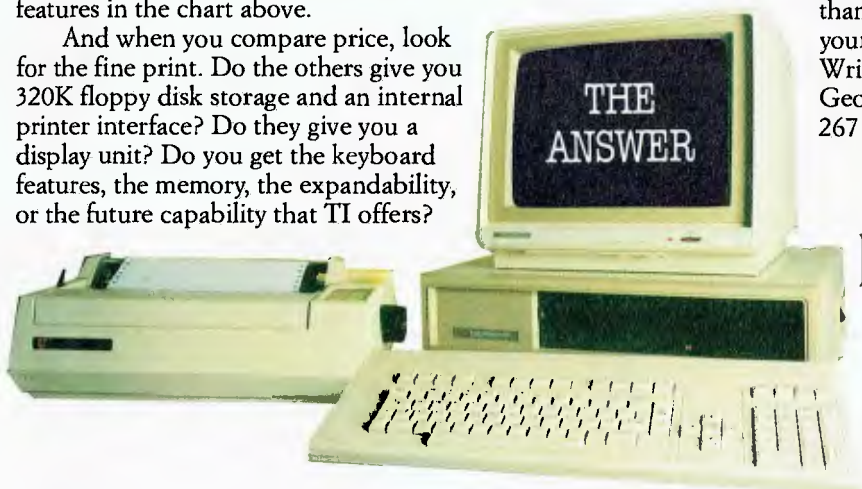 features in the chart above.
And when you compare price, look
for the fine print. Do the others give you
320K floppy disk storage and an internal
printer interface? Do they give you a
display unit? Do you get the keyboard
features, the memory, the expandability,
or the future capability that TI offers?
THE
ANSWER
than
your
Wri
Geo
267